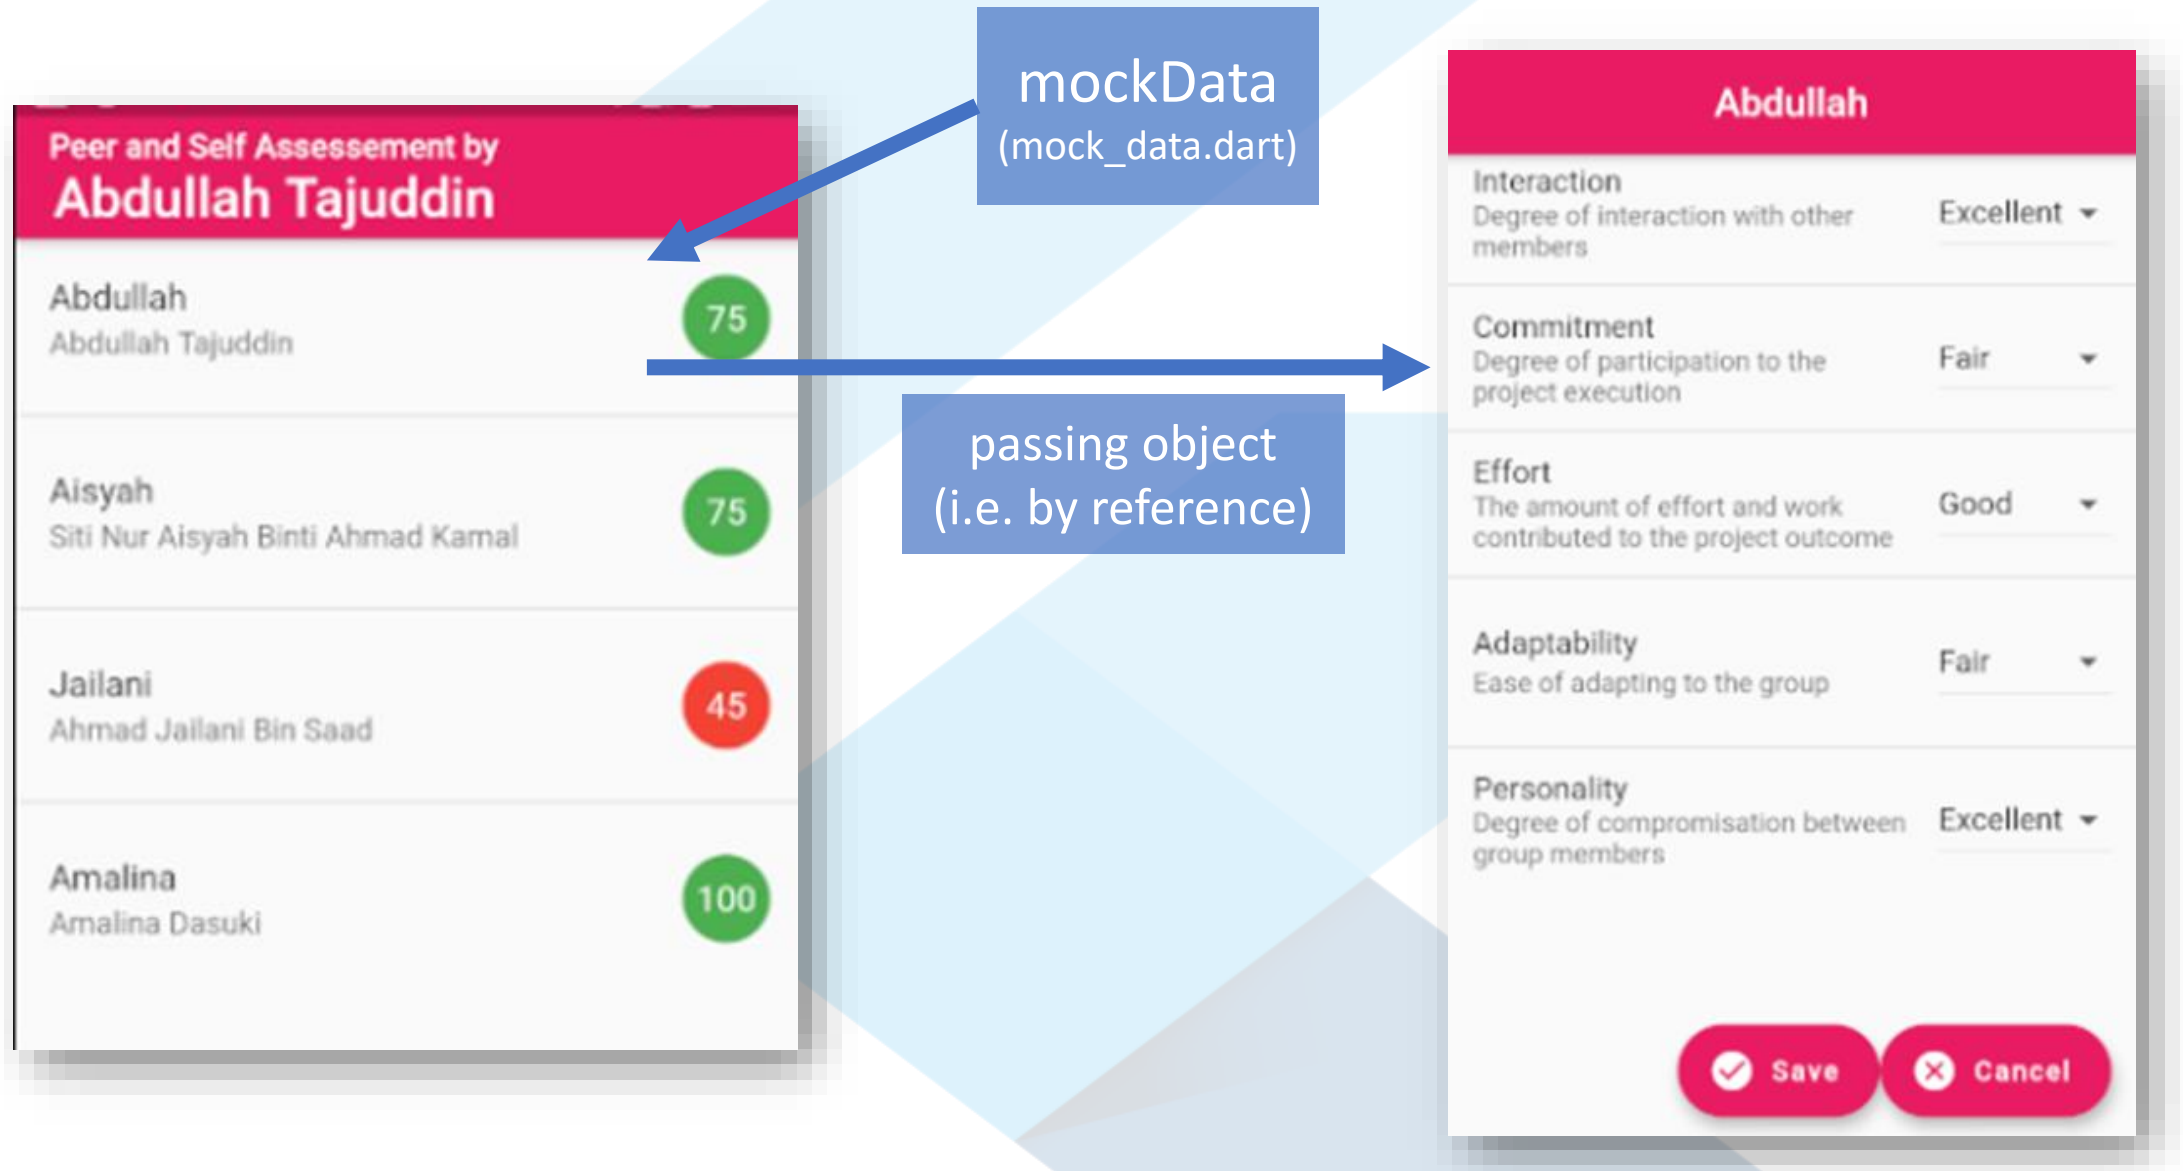 mockData
(mock_data.dart)
Peer and Self Assessement by
Abdullah Tajuddin
Abdullah
Abdullah Tajuddin
75
Aisyah
Siti Nur Aisyah Binti Ahmad Kamal
75
Jailani
Ahmad Jailani Bin Saad
45
Amalina
Amalina Dasuki
100
passing object
(i.e. by reference)
Abdullah
Interaction
Degree of interaction with other
members
Excellent
Commitment
Degree of participation to the
project execution
Fair
Effort
The amount of effort and work
contributed to the project outcome
Good
Adaptability
Ease of adapting to the group
Fair
Personality
Degree of compromisation between
group members
Excellent
Save
Cancel